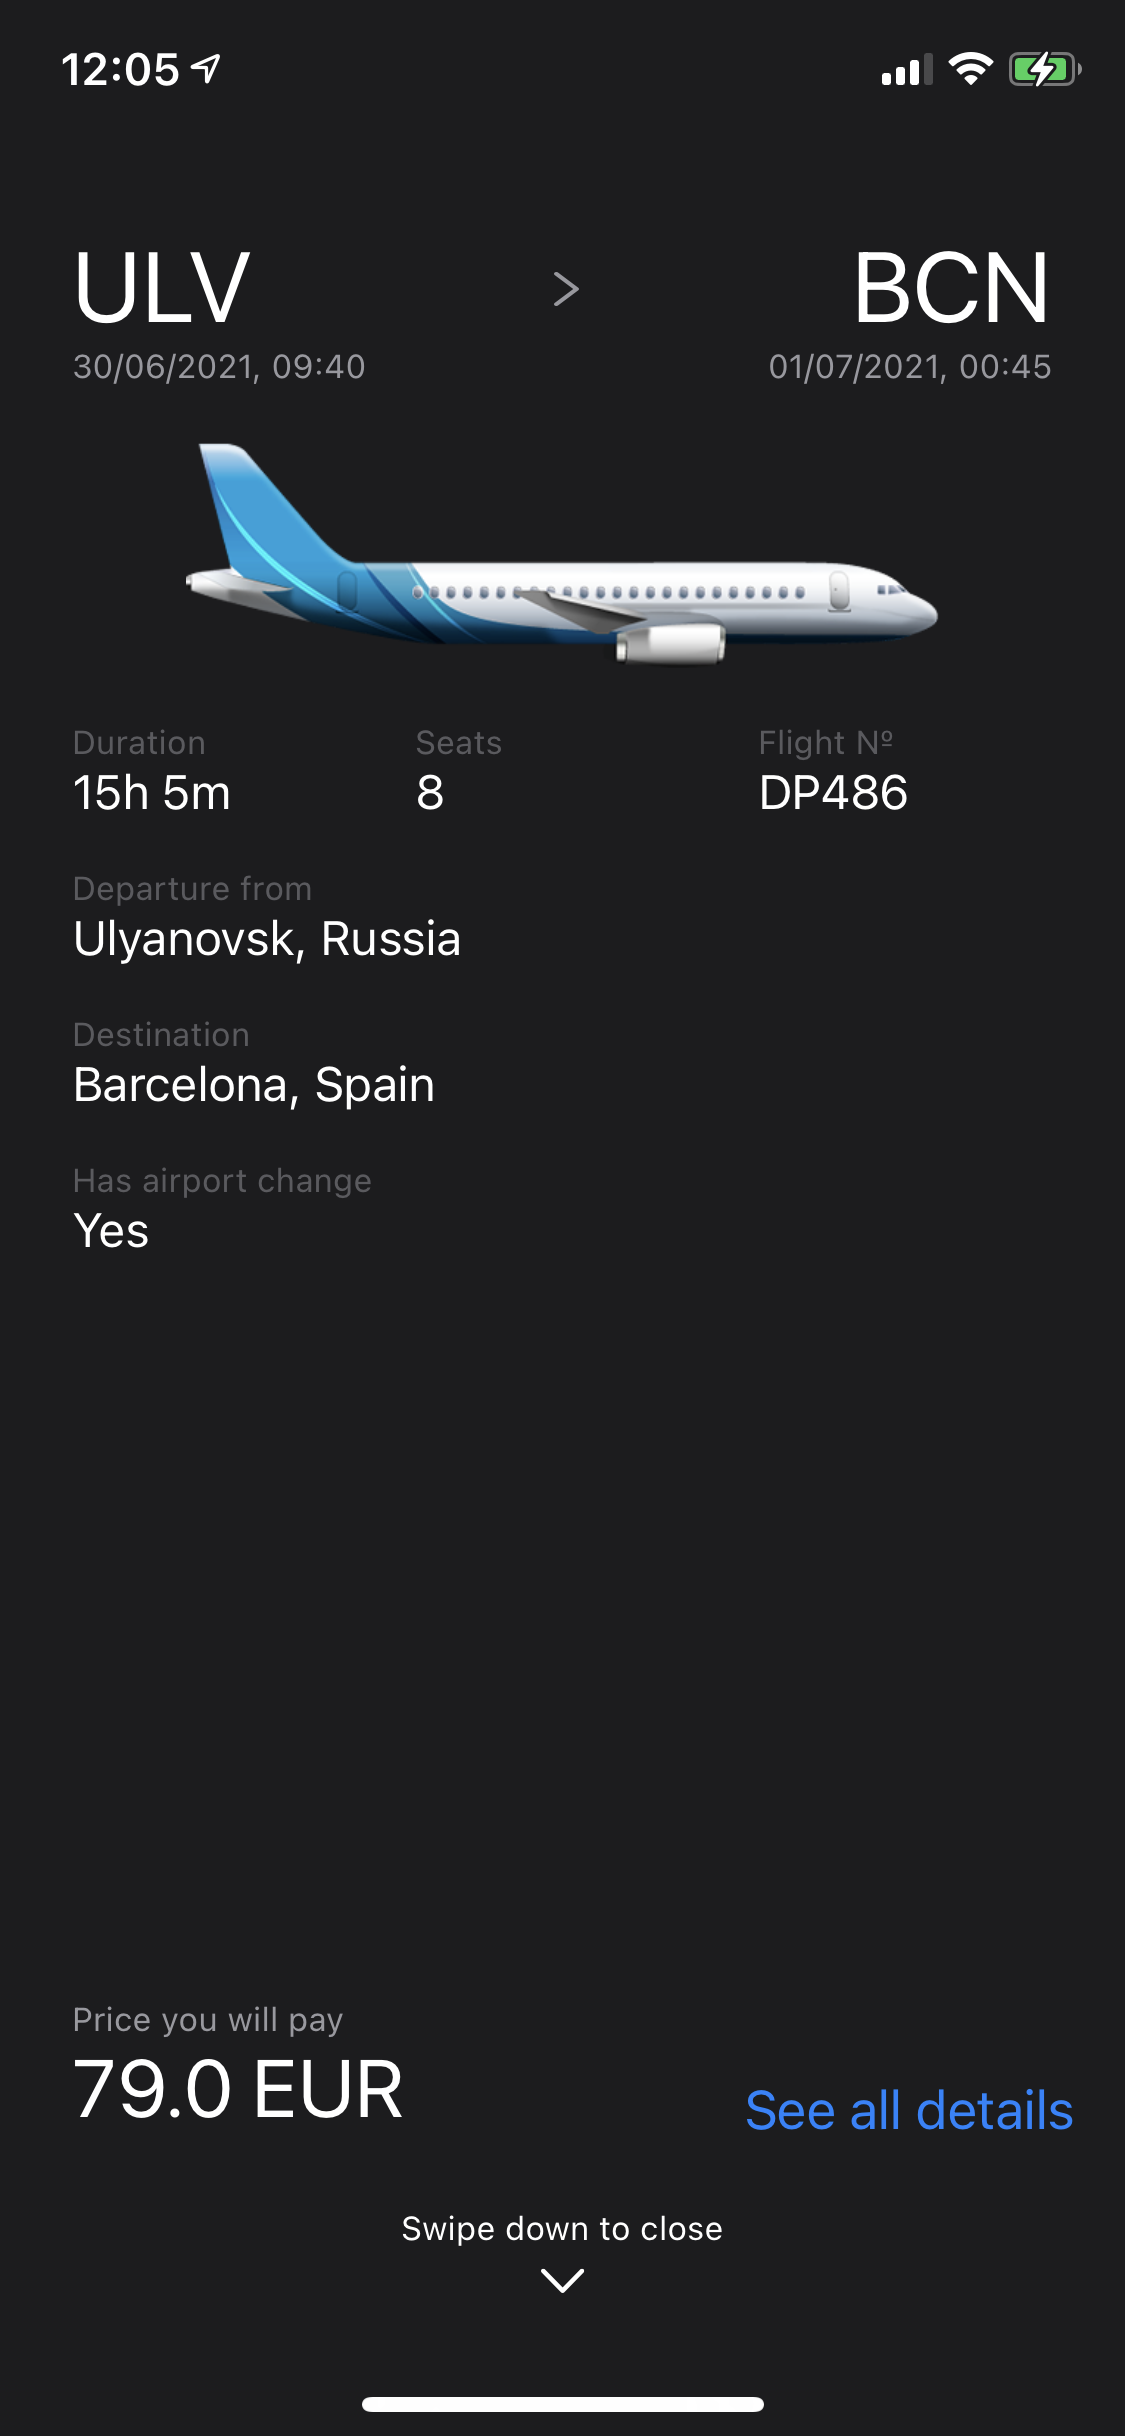 12:05
ULV > BCN
30/06/2021, 09:40 01/07/2021, 00:45
Duration Seats Flight Nº
15h 5m 8 DP486
Departure from
Ulyanovsk, Russia
Destination
Barcelona, Spain
Has airport change
Yes
Price you will pay
79.0 EUR
See all details
Swipe down to close